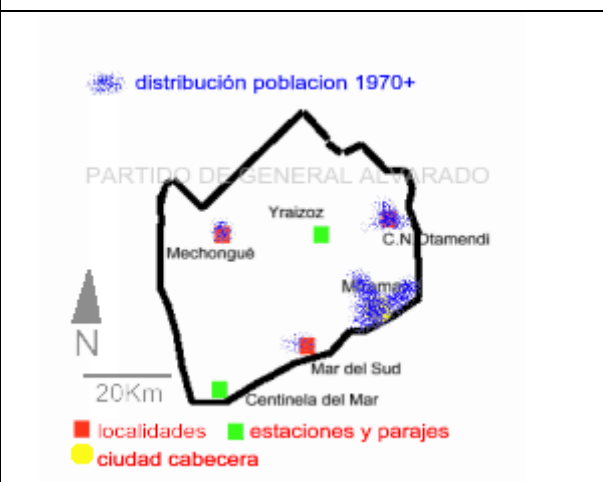 distribución poblacion 1970+
PARTIDO DE GENERAL ALVARADO
Yraizoz
C.N.Otamendi
Mechongué
Miramar
Mar del Sud
N
20Km
Centinela del Mar
localidades estaciones y parajes
ciudad cabecera